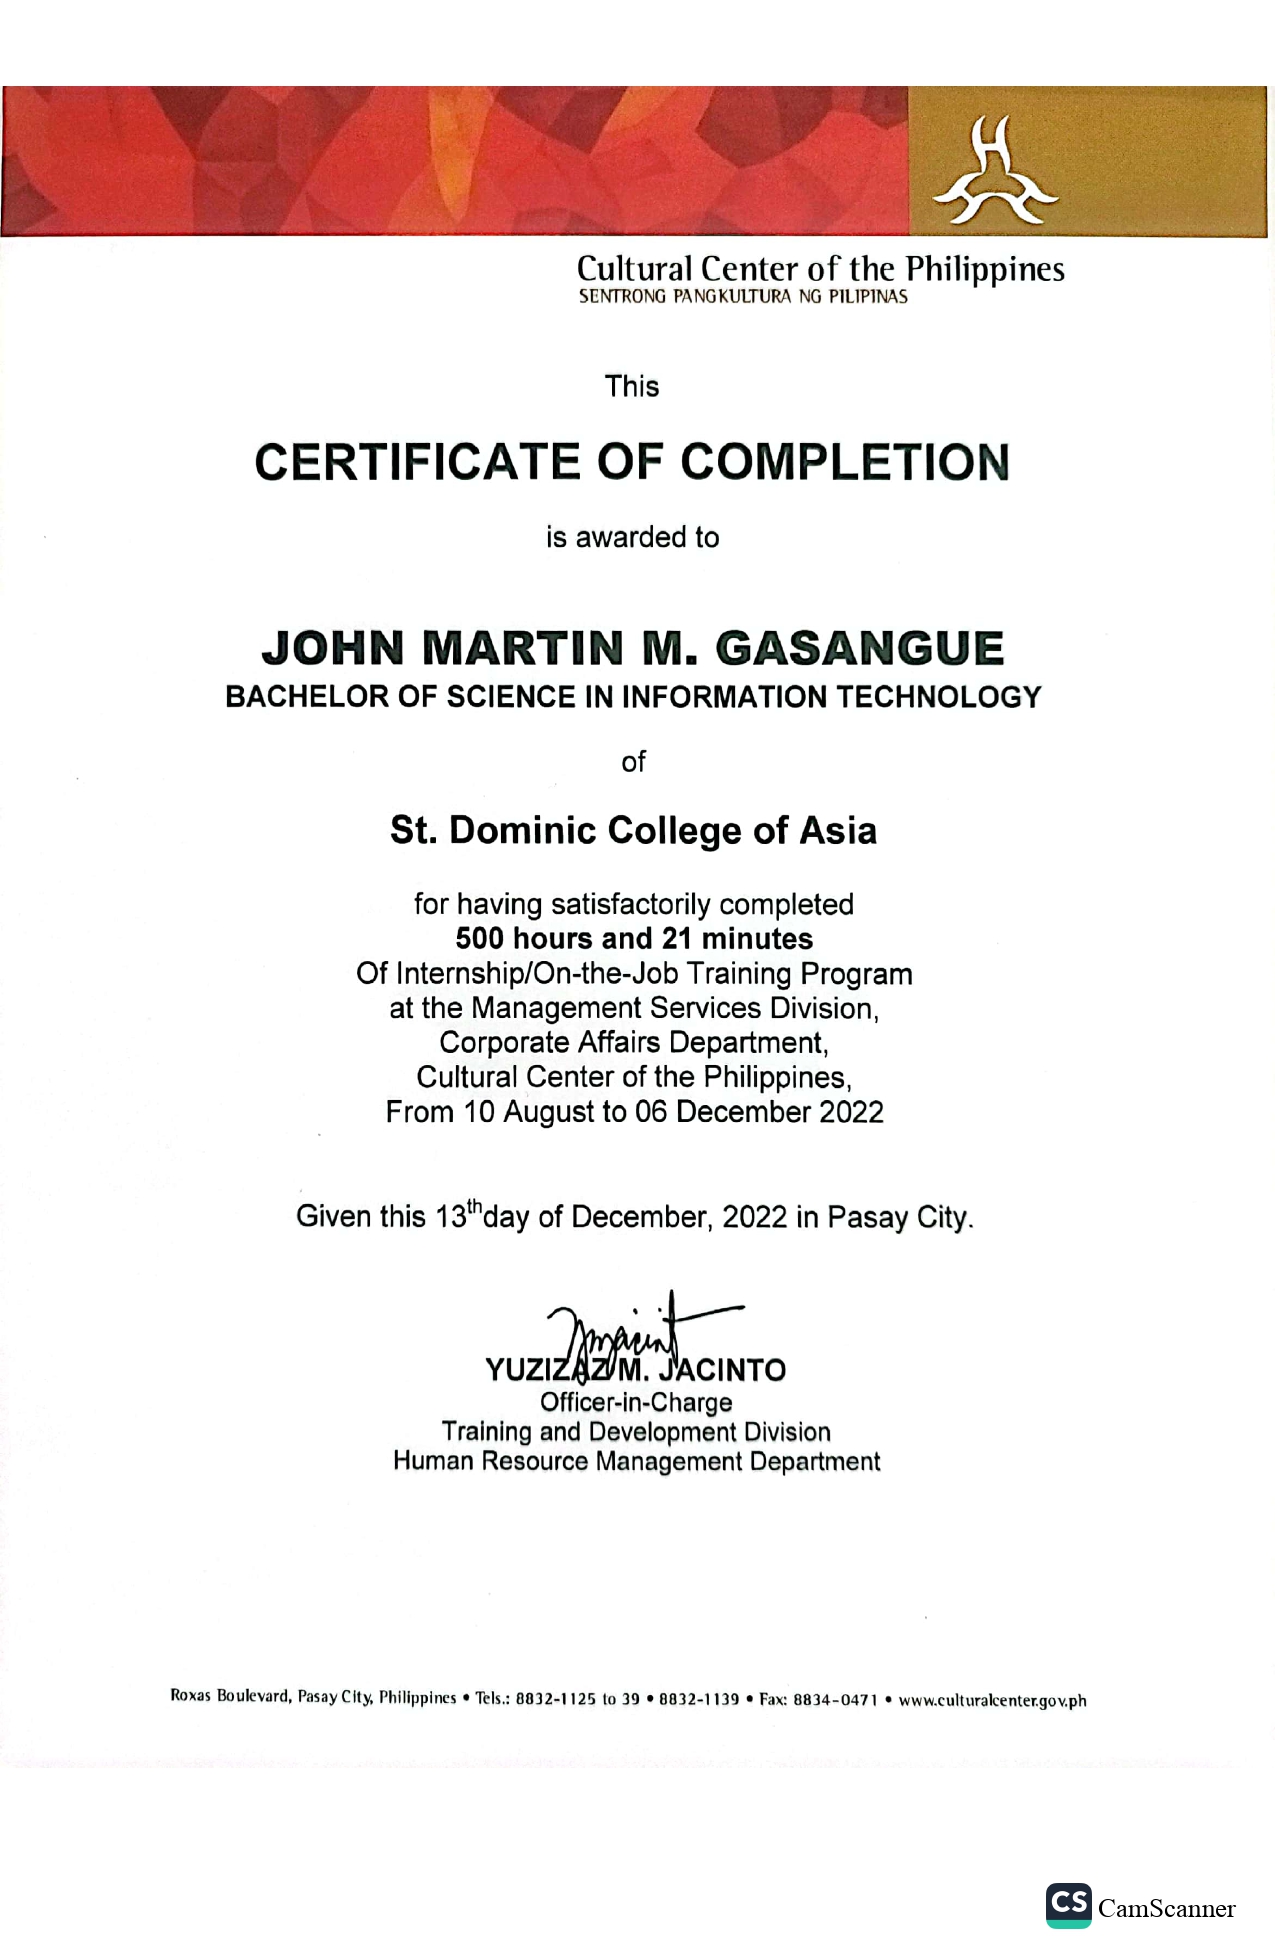 Cultural Center of the Philippines
SENTRONG PANGKULTURA NG PILIPINAS
This
CERTIFICATE OF COMPLETION
is awarded to
JOHN MARTIN M. GASANGUE
BACHELOR OF SCIENCE IN INFORMATION TECHNOLOGY
of
St. Dominic College of Asia
for having satisfactorily completed
500 hours and 21 minutes
Of Internship/On-the-Job Training Program
at the Management Services Division,
Corporate Affairs Department,
Cultural Center of the Philippines,
From 10 August to 06 December 2022
Given this 13thday of December, 2022 in Pasay City.
M. JACINTO
Officer-in-Charge
Training and Development Division
Human Resource Management Department
Roxas Boulevard, Pasay City, Philippines • Tels.: 8832-1125 to 39 • 8832-1139 • Fax: 8834-0471 • www.culturalcenter.gov.ph
CS CamScanner